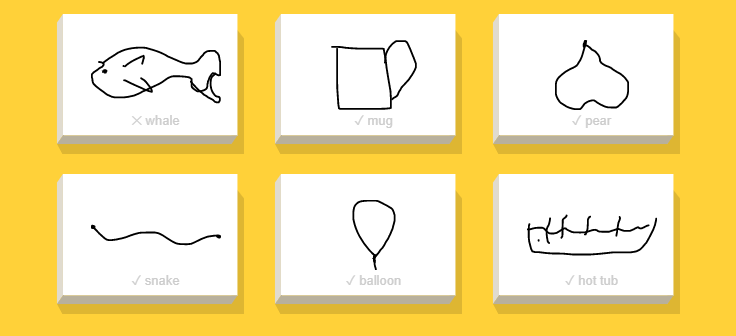 ✕ whale
✓ mug
✓ pear
✓ snake
✓ balloon
✓ hot tub